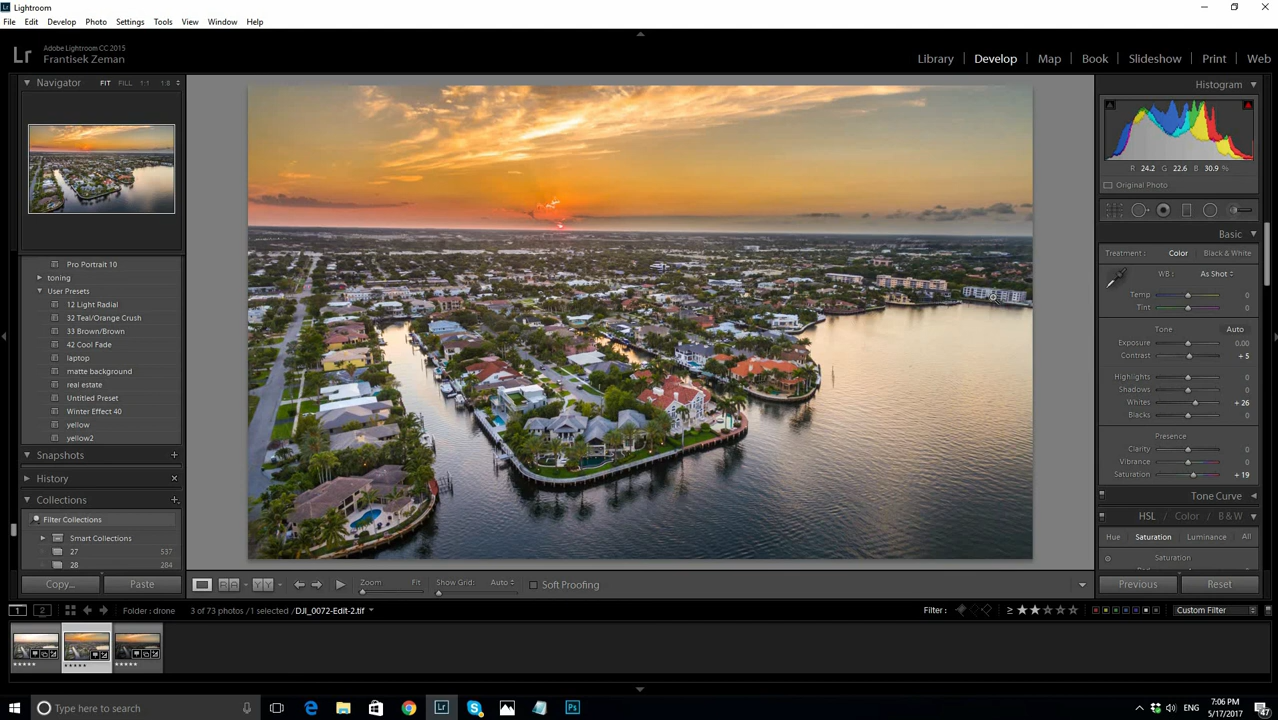 Lightroom
File Edit Develop Photo Settings Tools View Window Help
Lr
Adobe Lightroom CC 2015
Frantisek Zeman
Library | Develop | Map | Book | Slideshow | Print | Web
Navigator FIT FILL 1:1 1:8
Pro Portrait 10
toning
User Presets
12 Light Radial
32 Teal/Orange Crush
33 Brown/Brown
42 Cool Fade
laptop
matte background
real estate
Untitled Preset
Winter Effect 40
yellow
yellow2
Snapshots +
History ×
Collections +
Filter Collections
Smart Collections
27 537
28 284
Copy... Paste
Histogram
R 24.2 G 22.6 B 30.9 %
Original Photo
Basic
Treatment : Color | Black & White
WB : As Shot
Temp 0
Tint 0
Tone Auto
Exposure 0.00
Contrast + 5
Highlights 0
Shadows 0
Whites + 26
Blacks 0
Presence
Clarity 0
Vibrance 0
Saturation + 19
Tone Curve
HSL / Color / B & W
Hue Saturation Luminance All
Saturation
Previous Reset
Zoom Fit Show Grid: Auto Soft Proofing
1 2 Folder : drone 3 of 73 photos / 1 selected / DJI_0072-Edit-2.tif Filter : ≥ ★★★★★ Custom Filter
Type here to search
Lr
Ps
ENG
7:06 PM
5/17/2017
47